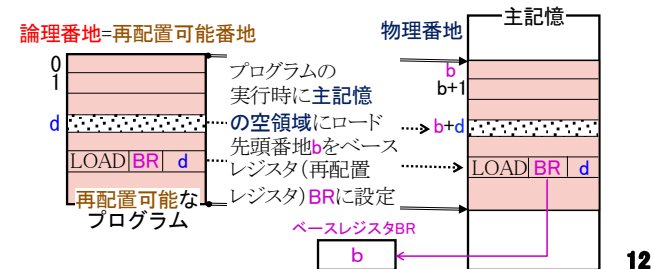 論理番地=再配置可能番地
0
1
d
LOAD BR d
再配置可能な
プログラム
プログラムの
実行時に主記憶
の空領域にロード
先頭番地bをベース
レジスタ(再配置
レジスタ)BRに設定
物理番地
主記憶
b
b+1
b+d
LOAD BR d
ベースレジスタBR
b
12